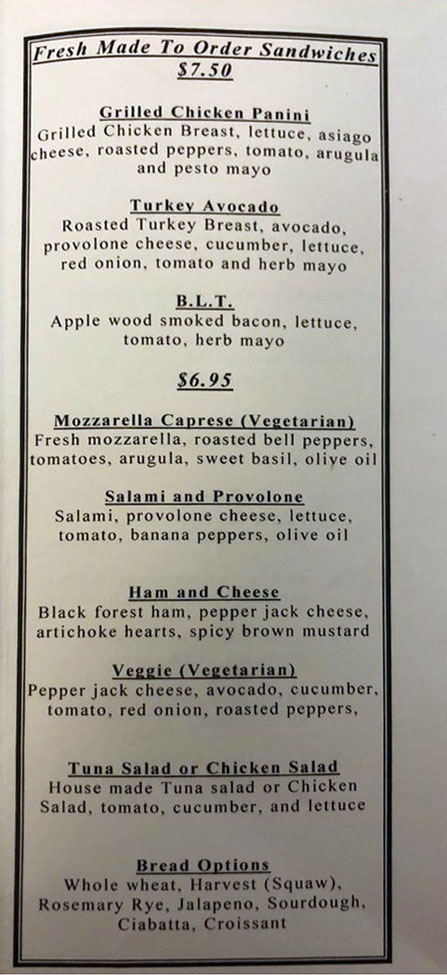 Fresh Made To Order Sandwiches
$7.50
Grilled Chicken Panini
Grilled Chicken Breast, lettuce, asiago
cheese, roasted peppers, tomato, arugula
and pesto mayo
Turkey Avocado
Roasted Turkey Breast, avocado,
provolone cheese, cucumber, lettuce,
red onion, tomato and herb mayo
B.L.T.
Apple wood smoked bacon, lettuce,
tomato, herb mayo
$6.95
Mozzarella Caprese (Vegetarian)
Fresh mozzarella, roasted bell peppers,
tomatoes, arugula, sweet basil, olive oil
Salami and Provolone
Salami, provolone cheese, lettuce,
tomato, banana peppers, olive oil
Ham and Cheese
Black forest ham, pepper jack cheese,
artichoke hearts, spicy brown mustard
Veggie (Vegetarian)
Pepper jack cheese, avocado, cucumber,
tomato, red onion, roasted peppers,
Tuna Salad or Chicken Salad
House made Tuna salad or Chicken
Salad, tomato, cucumber, and lettuce
Bread Options
Whole wheat, Harvest (Squaw),
Rosemary Rye, Jalapeno, Sourdough,
Ciabatta, Croissant